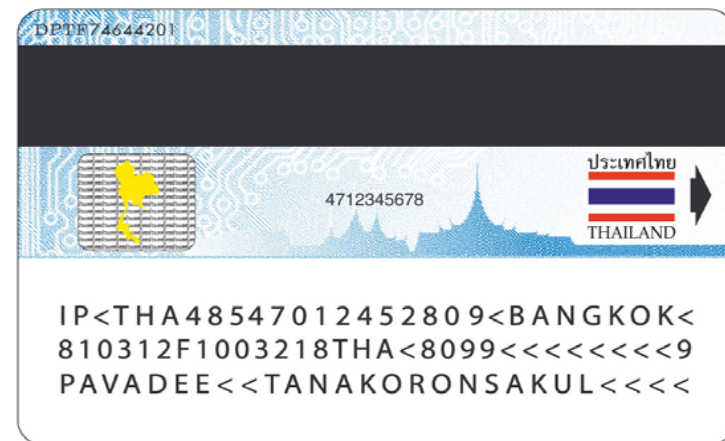 DPTF74644201
ประเทศไทย
4712345678
THAILAND
IP<THA48547012452809<BANGKOK<
810312F1003218THA<8099<<<<<<<<9
PAVADEE<<TANAKORONSAKUL<<<<